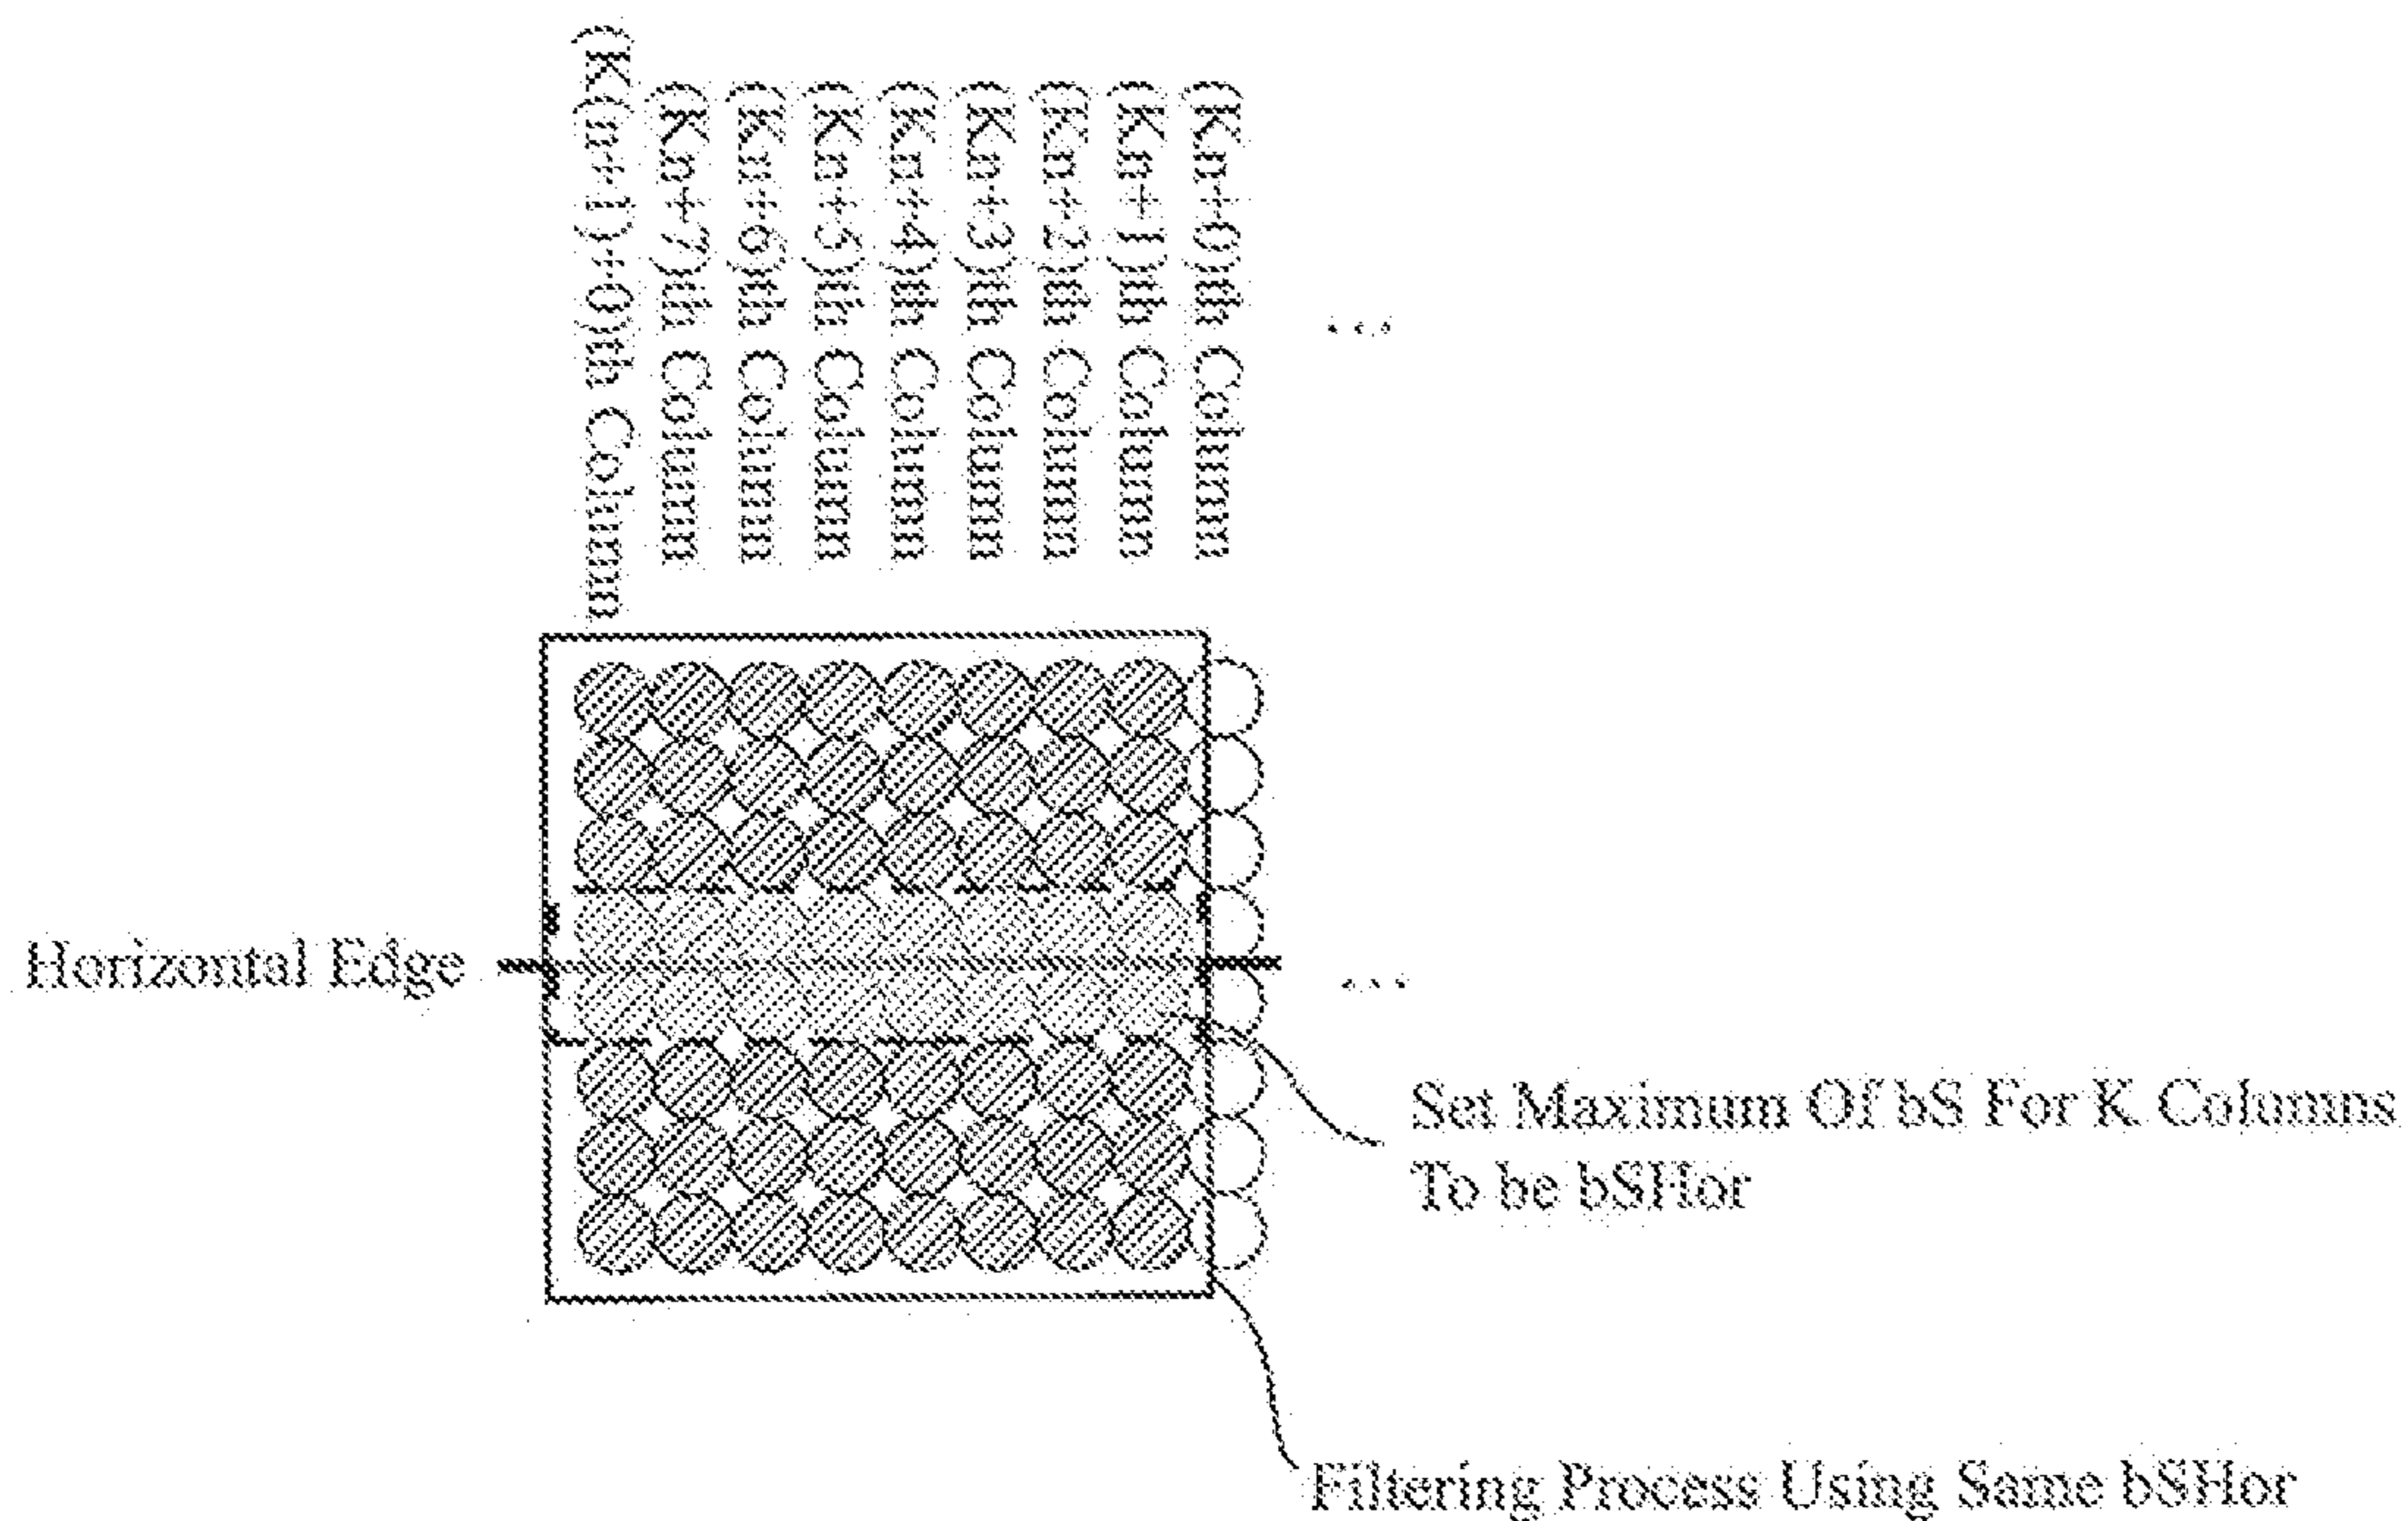 (K(n+1)+0)th Column
(Kn+7)th Column
(Kn+6)th Column
(Kn+5)th Column
(Kn+4)th Column
(Kn+3)th Column
(Kn+2)th Column
(Kn+1)th Column
(Kn+0)th Column
...
Horizontal Edge
...
Set Maximum Of bS For K Columns
To be bSHor
Filtering Process Using Same bSHor